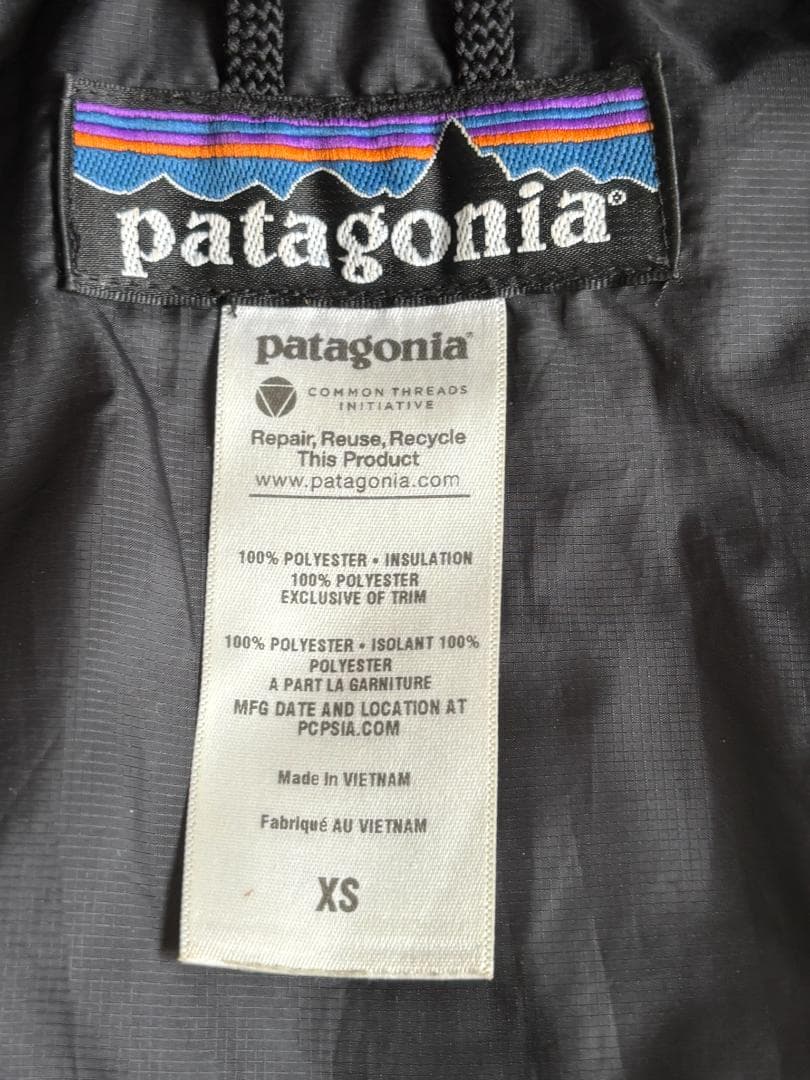 patagonia®
patagonia
COMMON THREADS
INITIATIVE
Repair, Reuse, Recycle
This Product
www.patagonia.com
100% POLYESTER • INSULATION
100% POLYESTER
EXCLUSIVE OF TRIM
100% POLYESTER • ISOLANT 100%
POLYESTER
A PART LA GARNITURE
MFG DATE AND LOCATION AT
PCPSIA.COM
Made In VIETNAM
Fabriqué AU VIETNAM
XS